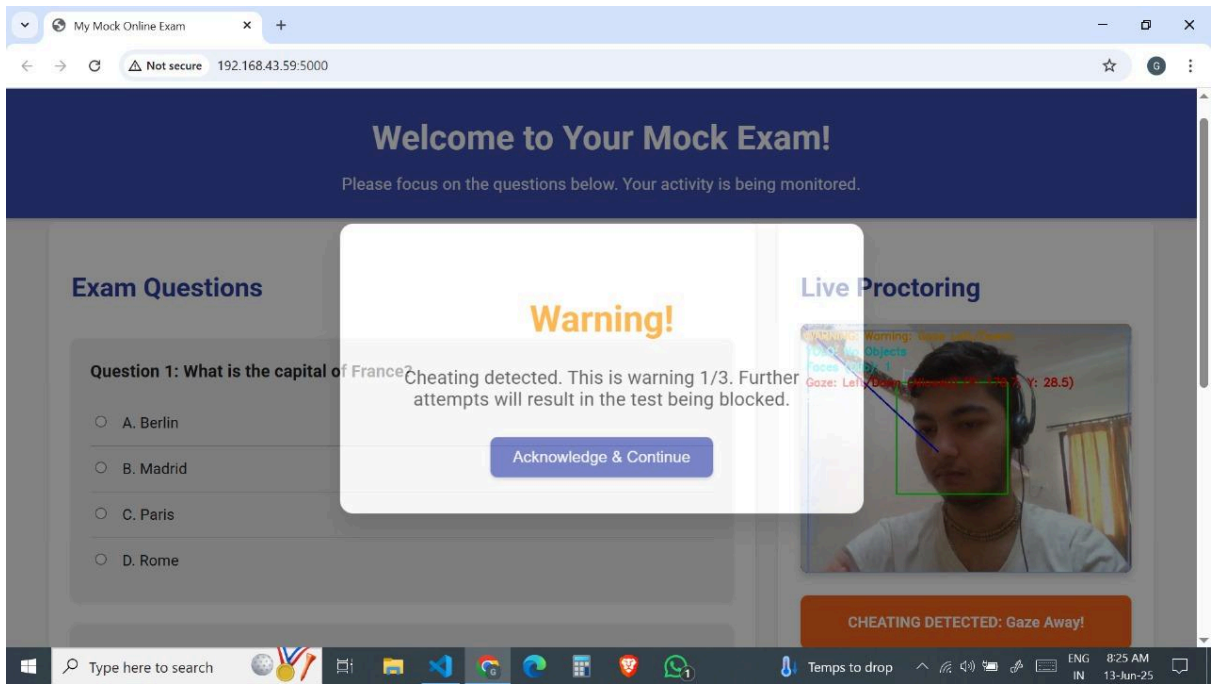 My Mock Online Exam
Not secure 192.168.43.59:5000
G
Welcome to Your Mock Exam!
Please focus on the questions below. Your activity is being monitored.
Exam Questions
Question 1: What is the capital of France?
A. Berlin
B. Madrid
C. Paris
D. Rome
Warning!
Cheating detected. This is warning 1/3. Further
attempts will result in the test being blocked.
Acknowledge & Continue
Live Proctoring
Warning:
No Objects
Faces 1
Gaze: Left Y: 28.5)
CHEATING DETECTED: Gaze Away!
Type here to search
1
Temps to drop
ENG
IN
8:25 AM
13-Jun-25